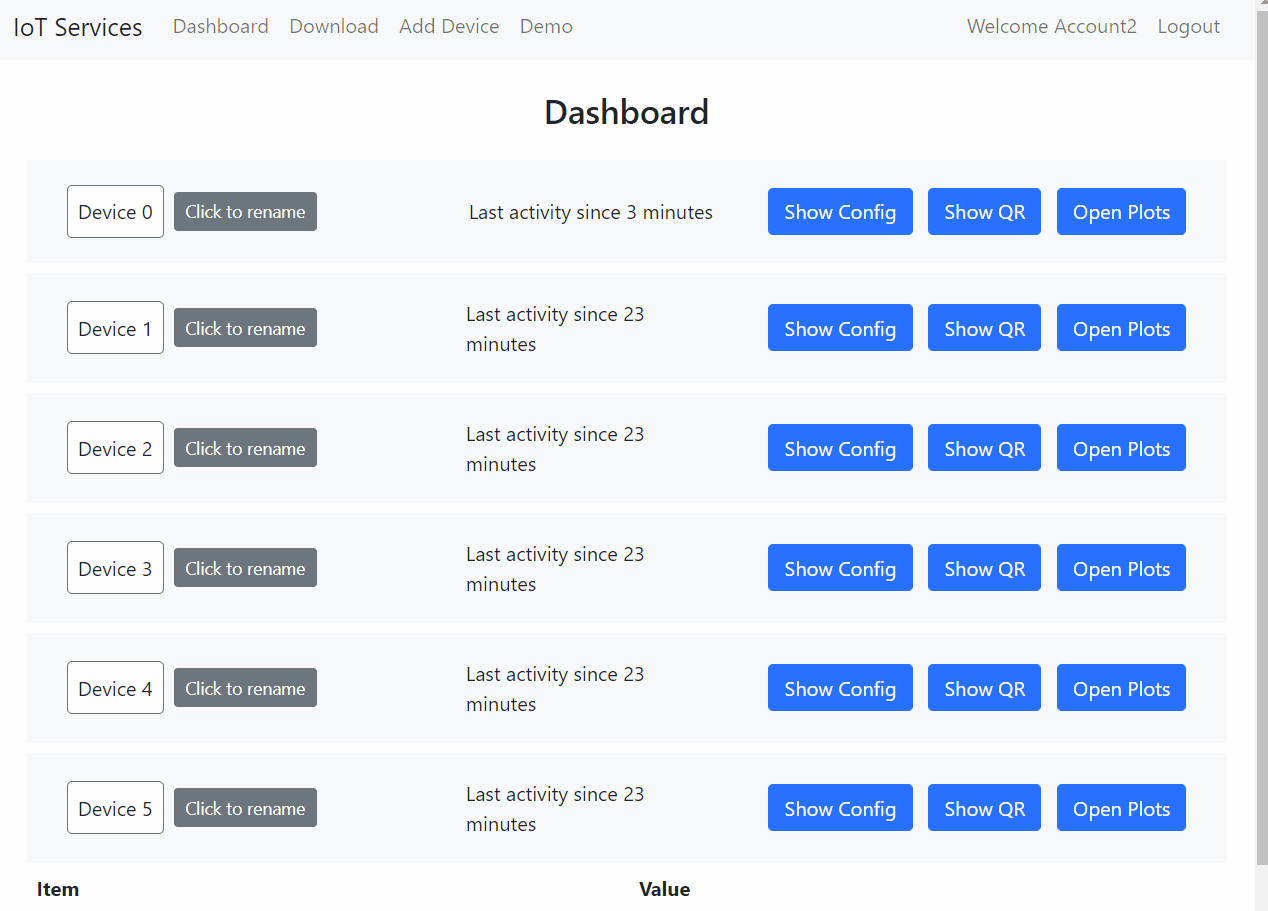 IoT Services Dashboard Download Add Device Demo Welcome Account2 Logout
Dashboard
Device 0 Click to rename Last activity since 3 minutes Show Config Show QR Open Plots
Device 1 Click to rename Last activity since 23 minutes Show Config Show QR Open Plots
Device 2 Click to rename Last activity since 23 minutes Show Config Show QR Open Plots
Device 3 Click to rename Last activity since 23 minutes Show Config Show QR Open Plots
Device 4 Click to rename Last activity since 23 minutes Show Config Show QR Open Plots
Device 5 Click to rename Last activity since 23 minutes Show Config Show QR Open Plots
Item Value